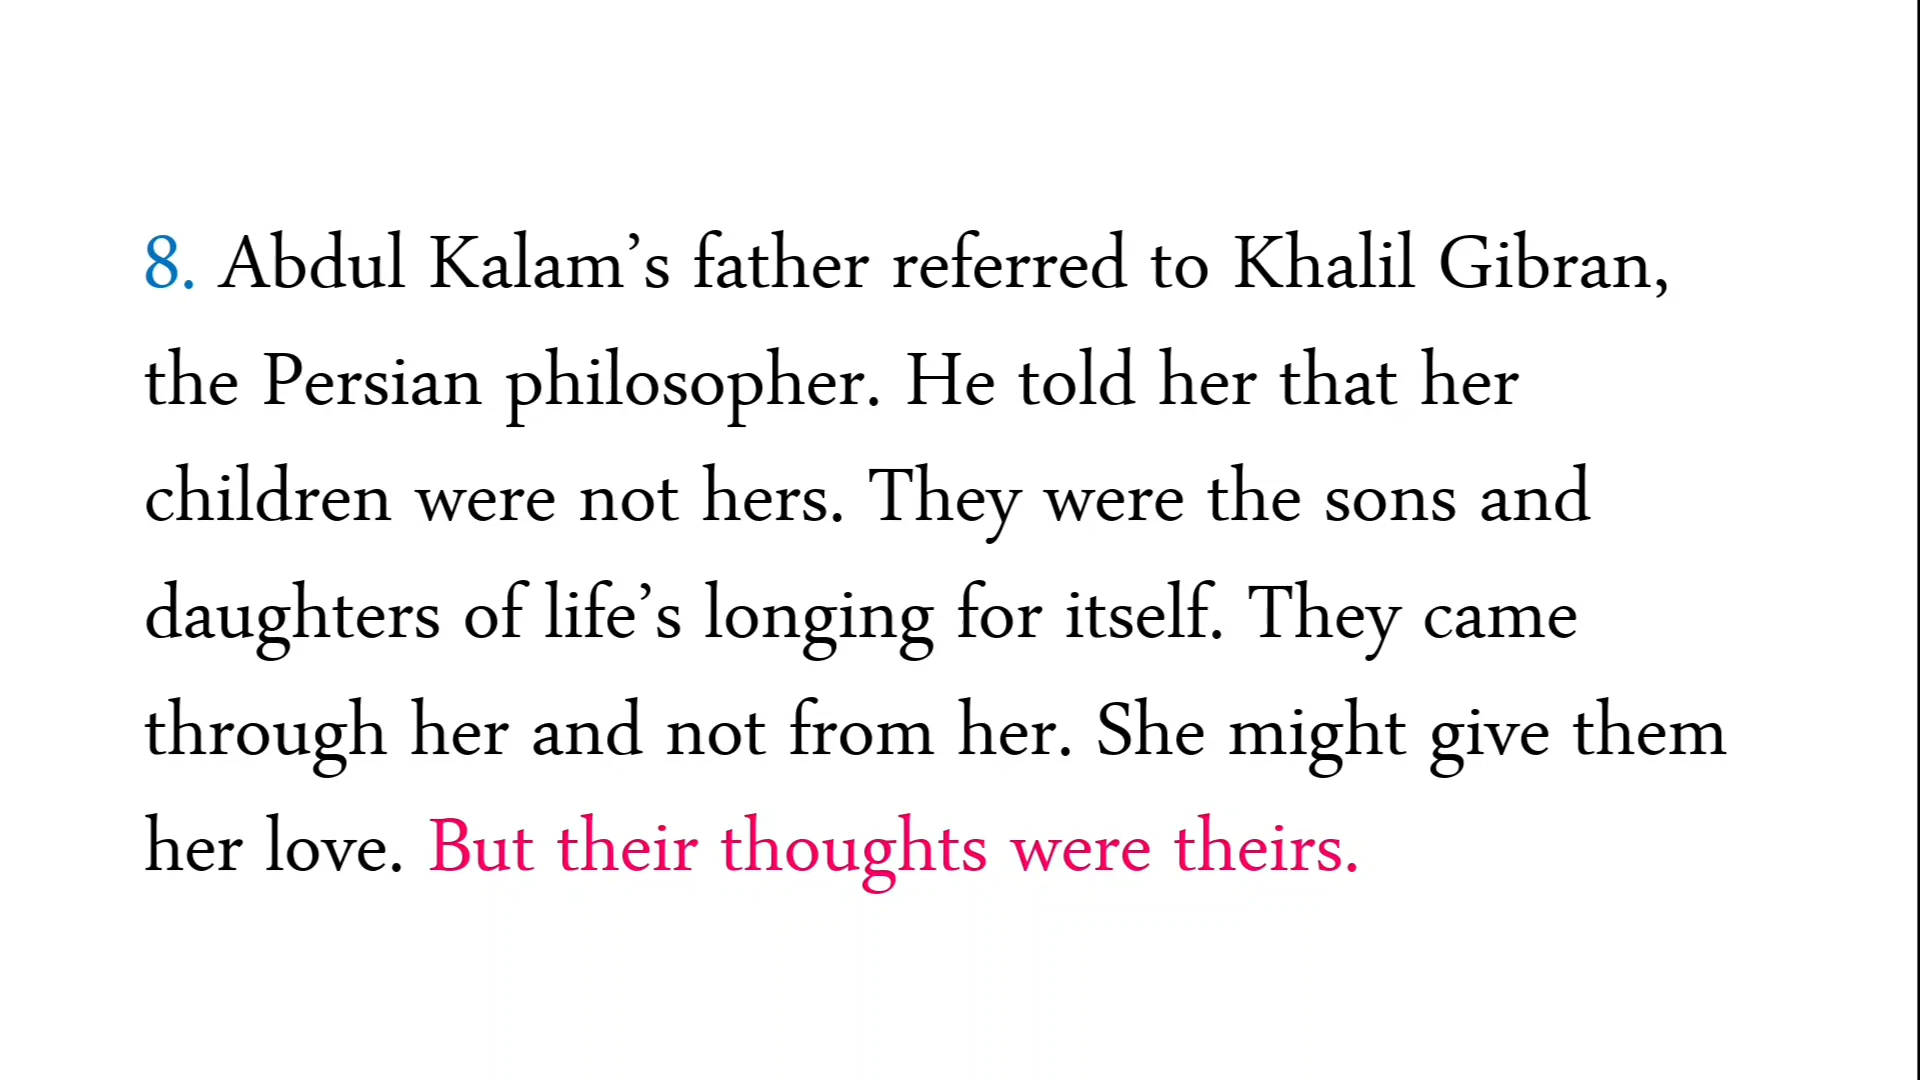 8. Abdul Kalam’s father referred to Khalil Gibran,
the Persian philosopher. He told her that her
children were not hers. They were the sons and
daughters of life’s longing for itself. They came
through her and not from her. She might give them
her love. But their thoughts were theirs.